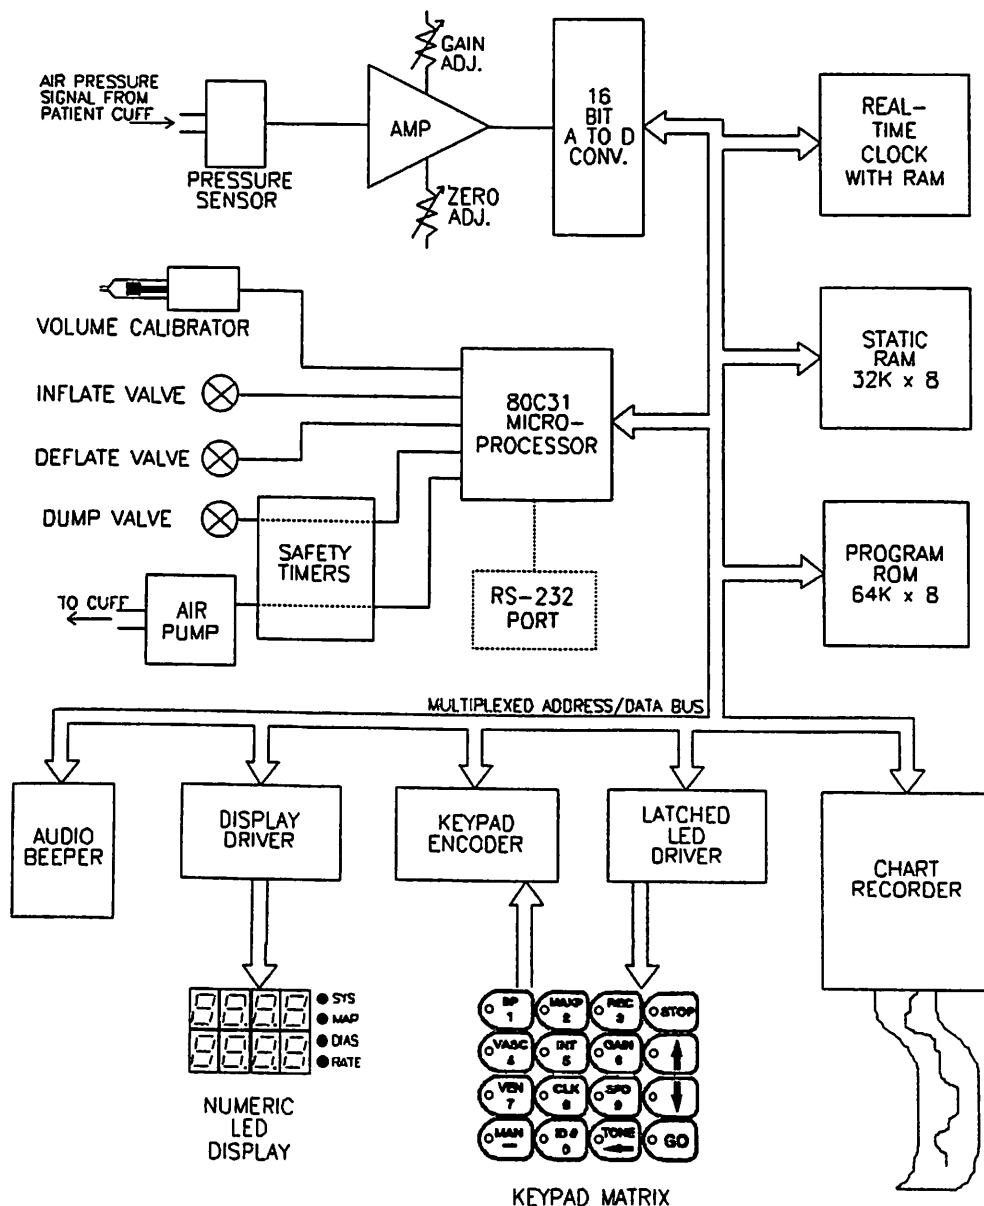 GAIN
ADJ.
AIR PRESSURE
SIGNAL FROM
PATIENT CUFF
PRESSURE
SENSOR
AMP
ZERO
ADJ.
16
BIT
A TO D
CONV.
REAL-
TIME
CLOCK
WITH RAM
VOLUME CALIBRATOR
INFLATE VALVE
DEFLATE VALVE
DUMP VALVE
SAFETY
TIMERS
TO CUFF
AIR
PUMP
80C31
MICRO-
PROCESSOR
RS-232
PORT
STATIC
RAM
32K x 8
PROGRAM
ROM
64K x 8
MULTIPLEXED ADDRESS/DATA BUS
AUDIO
BEEPER
DISPLAY
DRIVER
KEYPAD
ENCODER
LATCHED
LED
DRIVER
CHART
RECORDER
SYS
MAP
DIAS
RATE
NUMERIC
LED
DISPLAY
BP
1
MAXP
2
REC
3
STOP
VASC
4
INT
5
GAIN
6
VEN
7
CLK
8
SPD
9
MAN
—
ID #
0
TONE
GO
KEYPAD MATRIX